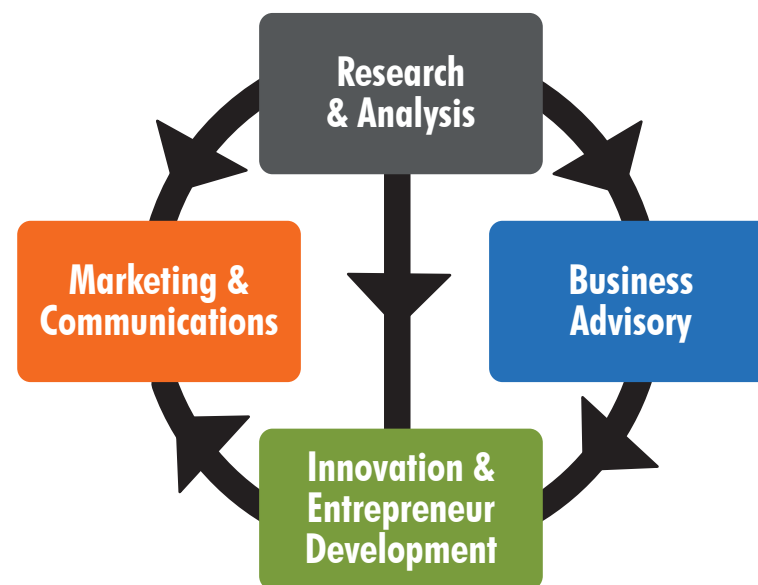 Research
& Analysis
Marketing &
Communications
Business
Advisory
Innovation &
Entrepreneur
Development